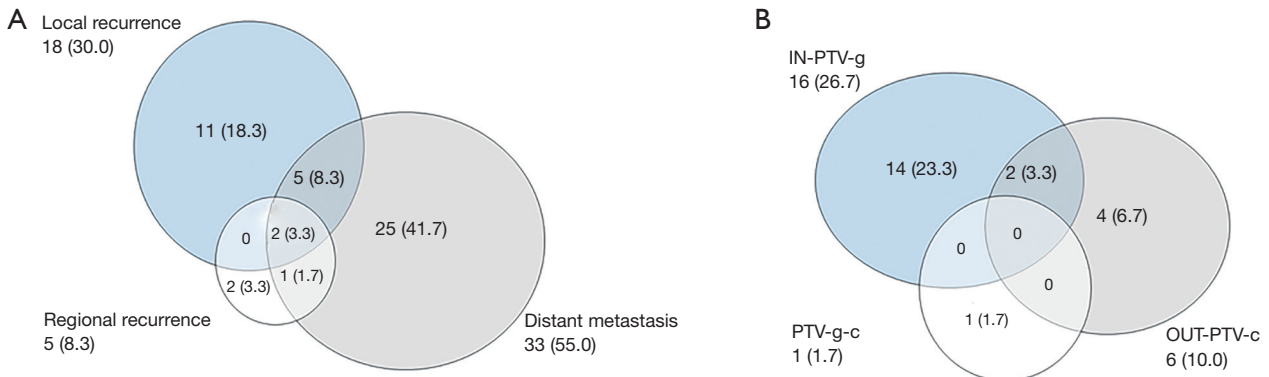 A
Local recurrence
18 (30.0)
11 (18.3)
5 (8.3)
25 (41.7)
0
2 (3.3)
1 (1.7)
2 (3.3)
Regional recurrence
5 (8.3)
Distant metastasis
33 (55.0)
B
IN-PTV-g
16 (26.7)
14 (23.3)
2 (3.3)
4 (6.7)
0
0
0
1 (1.7)
PTV-g-c
1 (1.7)
OUT-PTV-c
6 (10.0)